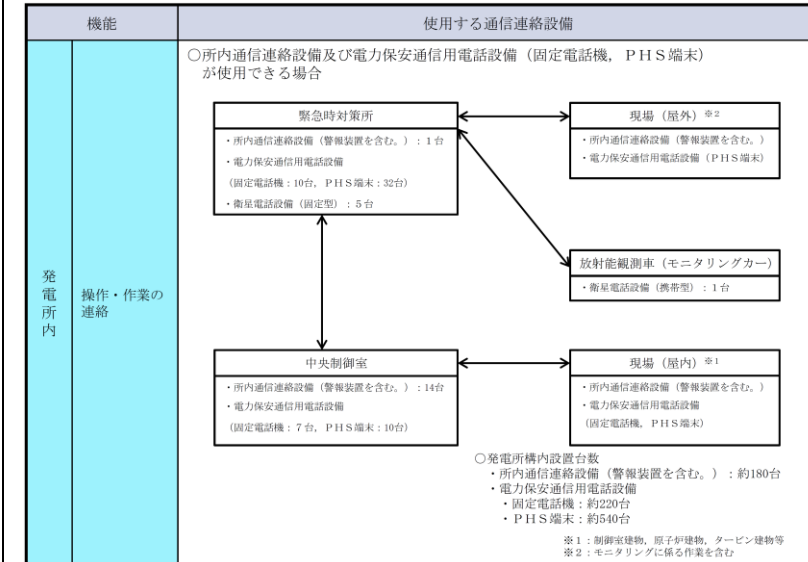 機能
使用する通信連絡設備
発電所内
操作・作業の
連絡
○所内通信連絡設備及び電力保安通信用電話設備（固定電話機，ＰＨＳ端末）
が使用できる場合
緊急時対策所
・所内通信連絡設備（警報装置を含む。）：１台
・電力保安通信用電話設備
（固定電話機：10台，ＰＨＳ端末：32台）
・衛星電話設備（固定型）：５台
現場（屋外）※２
・所内通信連絡設備（警報装置を含む。）
・電力保安通信用電話設備（ＰＨＳ端末）
放射能観測車（モニタリングカー）
・衛星電話設備（携帯型）：１台
中央制御室
・所内通信連絡設備（警報装置を含む。）：14台
・電力保安通信用電話設備
（固定電話機：７台，ＰＨＳ端末：10台）
現場（屋内）※１
・所内通信連絡設備（警報装置を含む。）
・電力保安通信用電話設備
（固定電話機，ＰＨＳ端末）
○発電所構内設置台数
・所内通信連絡設備（警報装置を含む。）：約180台
・電力保安通信用電話設備
・固定電話機：約220台
・ＰＨＳ端末：約540台
※１：制御室建物，原子炉建物，タービン建物等
※２：モニタリングに係る作業を含む